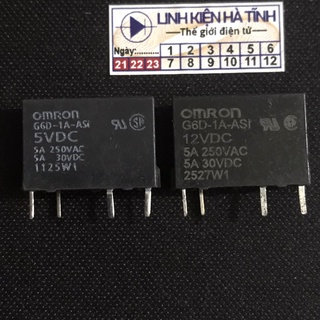 LINH KIỆN HÀ TĨNH
Thế giới điện tử
Ngày:
1 2 3 4 5 6
21 22 23 7 8 9 10 11 12
OMRON
G6D-1A-ASI
5VDC
5A 250VAC
5A 30VDC
1125W1
OMRON
G6D-1A-ASI
12VDC
5A 250VAC
5A 30VDC
2527W1